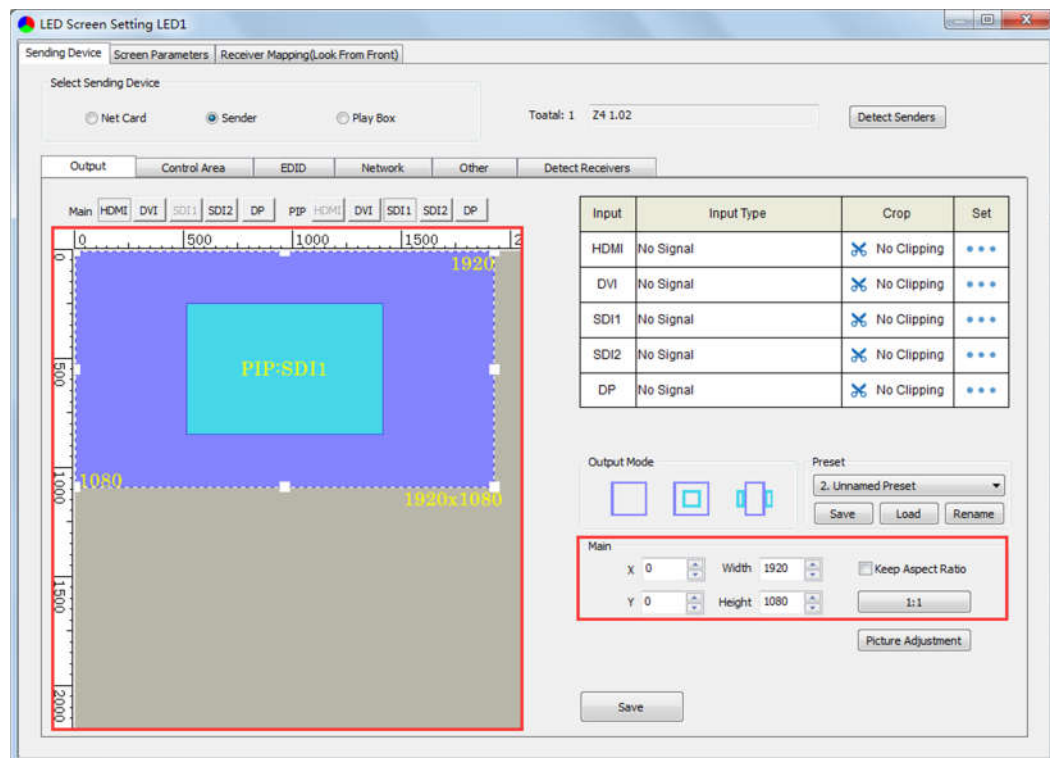 LED Screen Setting LED1
Sending Device Screen Parameters Receiver Mapping(Look From Front)
Select Sending Device
Net Card Sender Play Box
Toatal: 1 Z4 1.02 Detect Senders
Output Control Area EDID Network Other Detect Receivers
Main HDMI DVI SDI1 SDI2 DP PIP HDMI DVI SDI1 SDI2 DP
0 500 1000 1500 2
0
500
1000
1500
2000
1920
PIP:SDI1
1080
1920x1080
Input Input Type Crop Set
HDMI No Signal No Clipping
DVI No Signal No Clipping
SDI1 No Signal No Clipping
SDI2 No Signal No Clipping
DP No Signal No Clipping
Output Mode
Preset
2. Unnamed Preset
Save Load Rename
Main
X 0 Width 1920 Keep Aspect Ratio
Y 0 Height 1080 1:1
Picture Adjustment
Save